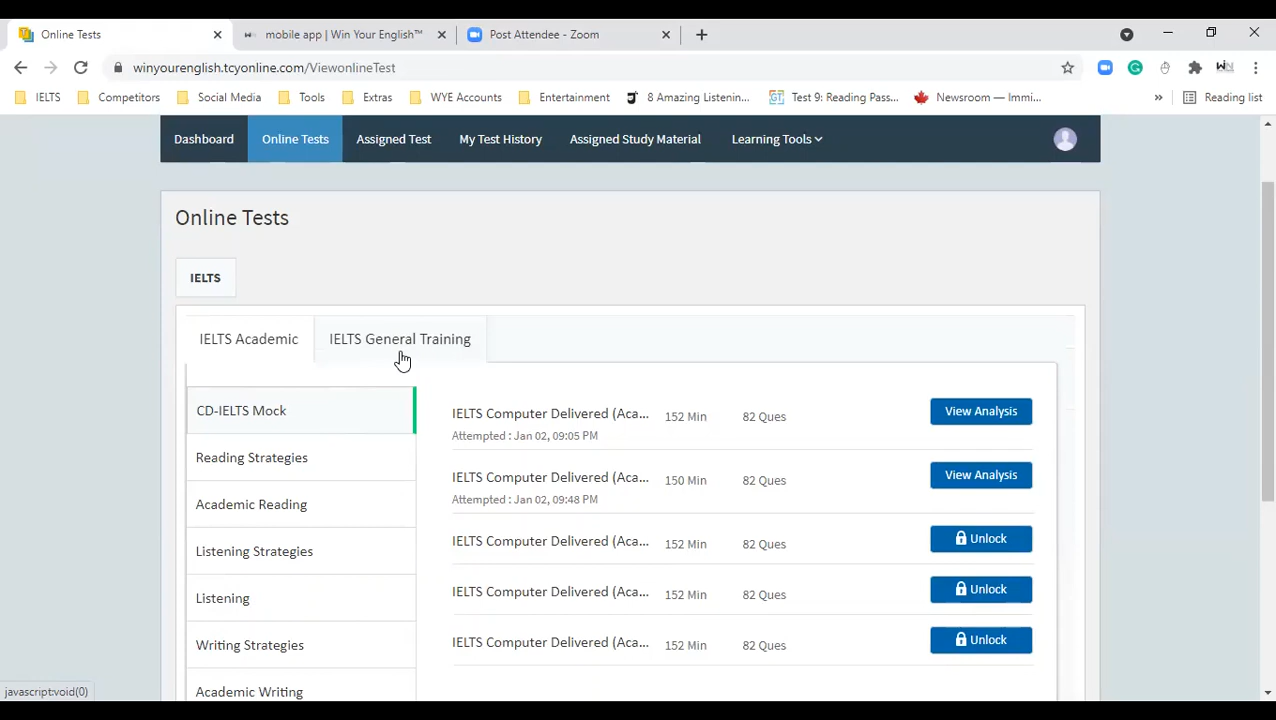 Online Tests
mobile app | Win Your English™
Post Attendee - Zoom
winyourenglish.tcyonline.com/ViewonlineTest
IELTS Competitors Social Media Tools Extras WYE Accounts Entertainment 8 Amazing Listenin... Test 9: Reading Pass... Newsroom — Immi... » Reading list
Dashboard Online Tests Assigned Test My Test History Assigned Study Material Learning Tools
Online Tests
IELTS
IELTS Academic IELTS General Training
CD-IELTS Mock
Reading Strategies
Academic Reading
Listening Strategies
Listening
Writing Strategies
Academic Writing
IELTS Computer Delivered (Aca... 152 Min 82 Ques View Analysis
Attempted : Jan 02, 09:05 PM
IELTS Computer Delivered (Aca... 150 Min 82 Ques View Analysis
Attempted : Jan 02, 09:48 PM
IELTS Computer Delivered (Aca... 152 Min 82 Ques Unlock
IELTS Computer Delivered (Aca... 152 Min 82 Ques Unlock
IELTS Computer Delivered (Aca... 152 Min 82 Ques Unlock
javascript:void(0)